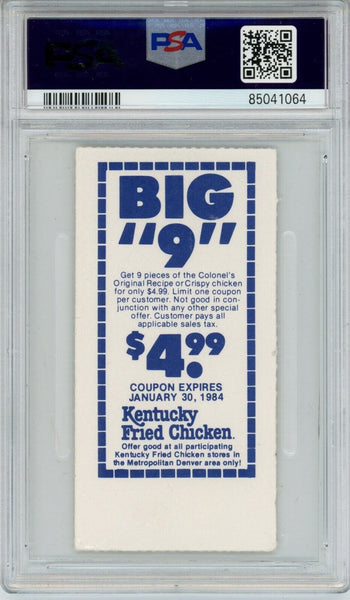 PSA
PSA
85041064
BIG
"9"
Get 9 pieces of the Colonel's
Original Recipe or Crispy chicken
for only $4.99. Limit one coupon
per customer. Not good in con-
junction with any other special
offer. Customer pays all
applicable sales tax.
$4.99
COUPON EXPIRES
JANUARY 30, 1984
Kentucky
Fried Chicken.
Offer good at all participating
Kentucky Fried Chicken stores in
the Metropolitan Denver area only!